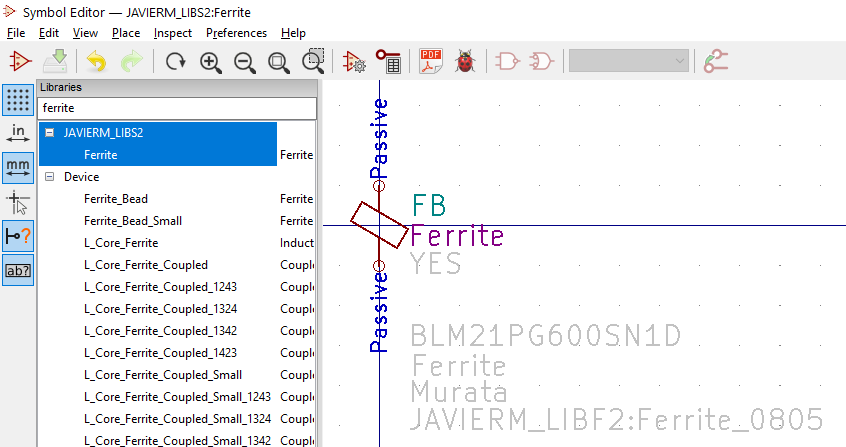 Symbol Editor — JAVIERM_LIBS2:Ferrite
File Edit View Place Inspect Preferences Help
PDF
Libraries
ferrite
in
mm
ab?
JAVIERM_LIBS2
Ferrite Ferrite
Device
Ferrite_Bead Ferrite
Ferrite_Bead_Small Ferrite
L_Core_Ferrite Induct
L_Core_Ferrite_Coupled Couple
L_Core_Ferrite_Coupled_1243 Couple
L_Core_Ferrite_Coupled_1324 Couple
L_Core_Ferrite_Coupled_1342 Couple
L_Core_Ferrite_Coupled_1423 Couple
L_Core_Ferrite_Coupled_Small Couple
L_Core_Ferrite_Coupled_Small_1243 Couple
L_Core_Ferrite_Coupled_Small_1324 Couple
L_Core_Ferrite_Coupled_Small_1342 Couple
Passive
FB
Ferrite
YES
Passive
BLM21PG600SN1D
Ferrite
Murata
JAVIERM_LIBF2:Ferrite_0805